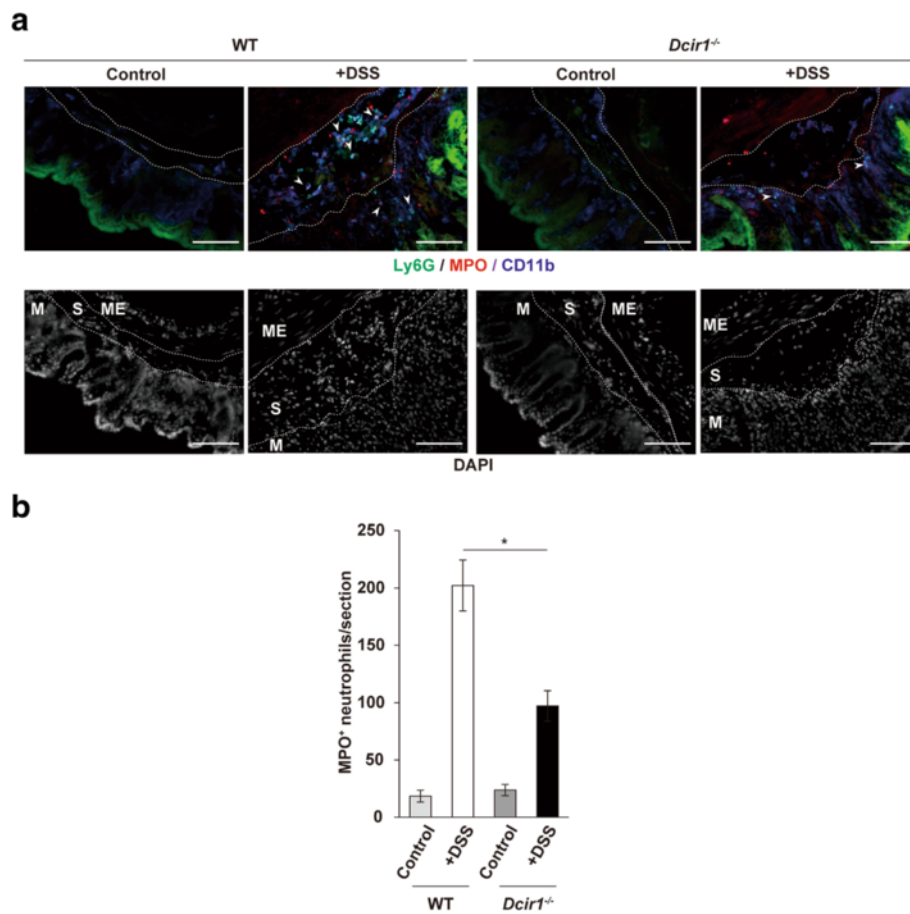 a
WT
Dcir1-/-
Control
+DSS
Control
+DSS
Ly6G / MPO / CD11b
M
S
ME
ME
S
M
M
S
ME
ME
S
M
DAPI
b
MPO+ neutrophils/section
250
200
150
100
50
0
*
Control
+DSS
Control
+DSS
WT
Dcir1-/-